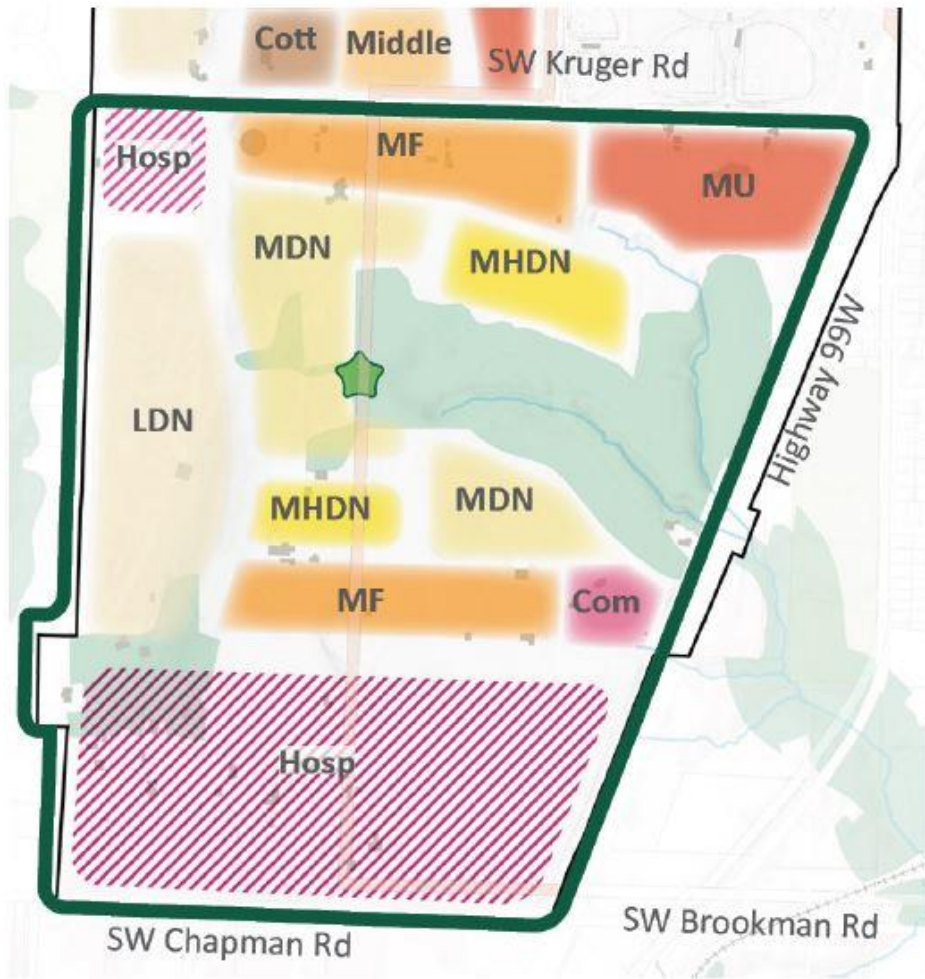 Cott
Middle
SW Kruger Rd
Hosp
MF
MU
MDN
MHDN
Highway 99W
LDN
MHDN
MDN
MF
Com
Hosp
SW Chapman Rd
SW Brookman Rd